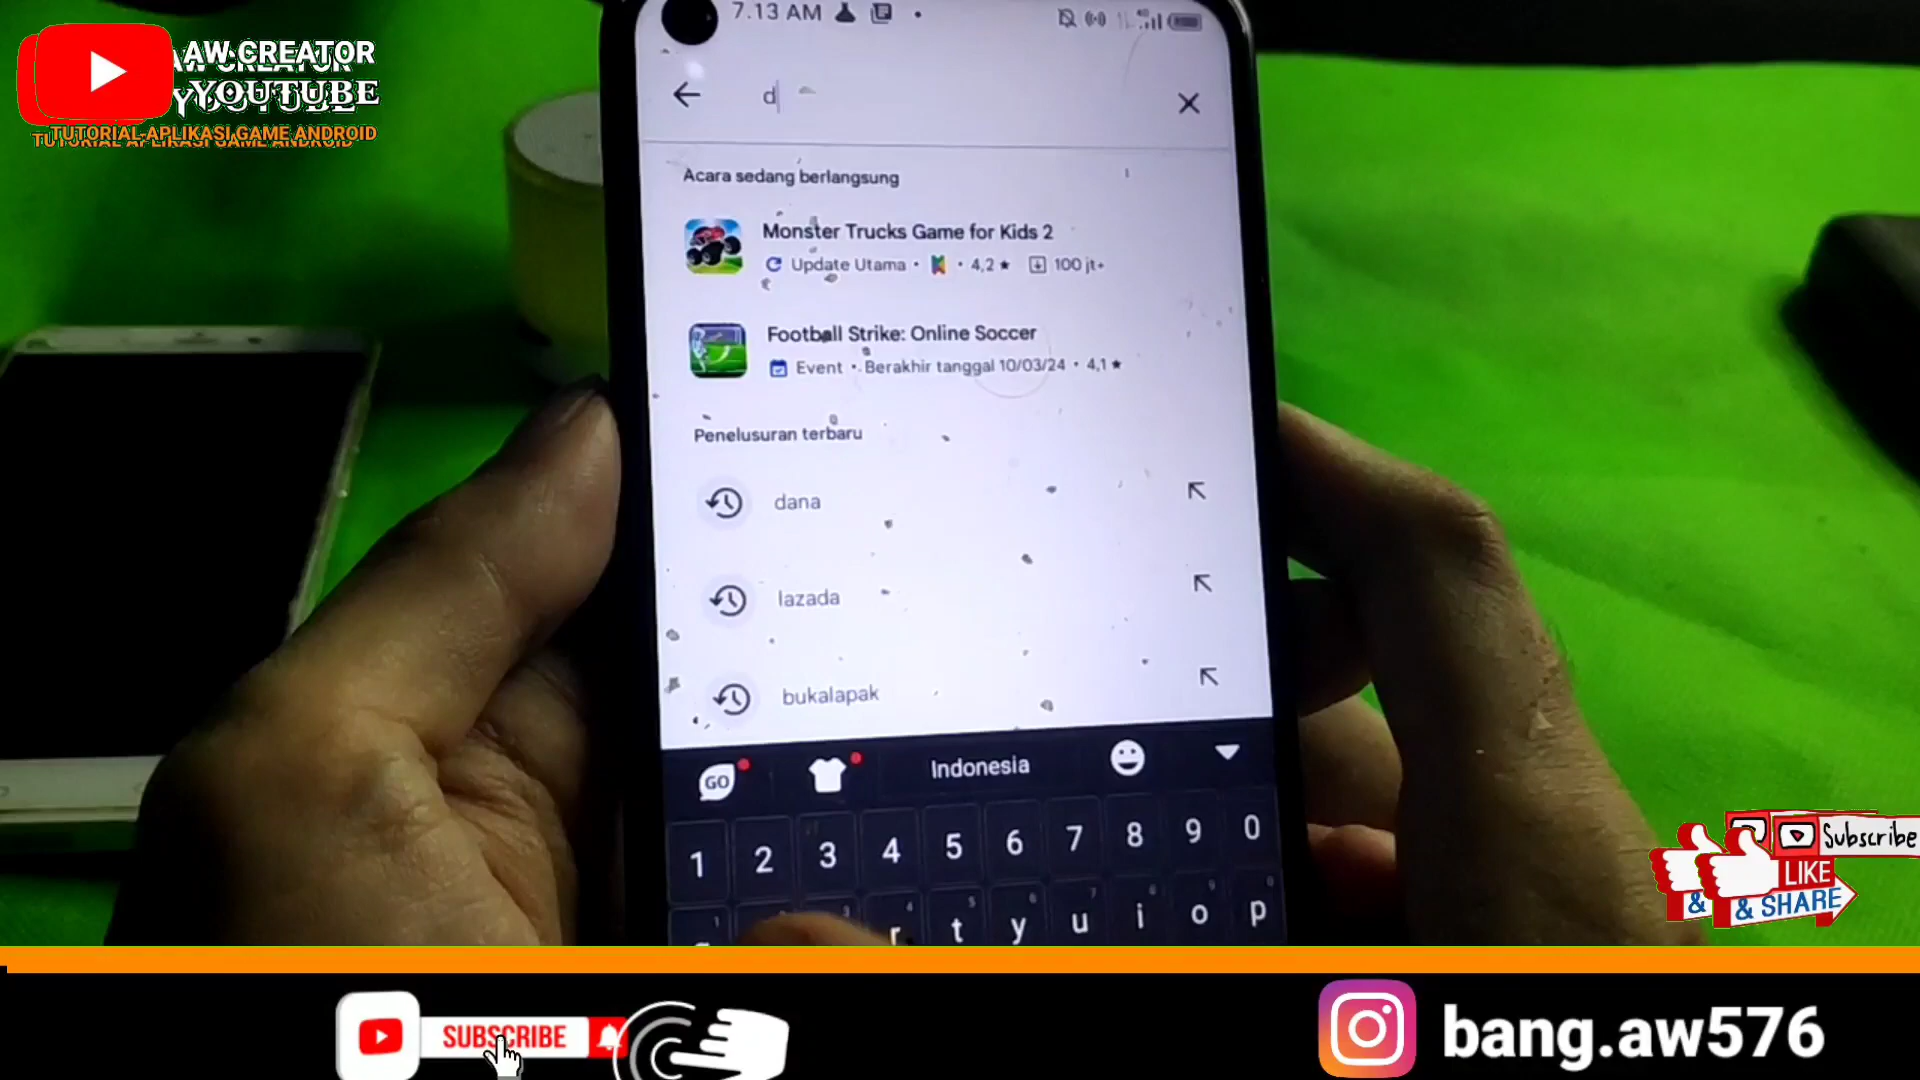 AW CREATOR
YOUTUBE
TUTORIAL APLIKASI GAME ANDROID
7.13 AM
d
Acara sedang berlangsung
Monster Trucks Game for Kids 2
Update Utama • 4,2 ★ 100 jt+
Football Strike: Online Soccer
Event • Berakhir tanggal 10/03/24 • 4,1 ★
Penelusuran terbaru
dana
lazada
bukalapak
GO
Indonesia
1 2 3 4 5 6 7 8 9 0
r t y u i o p
Subscribe
LIKE
& SHARE
SUBSCRIBE
bang.aw576